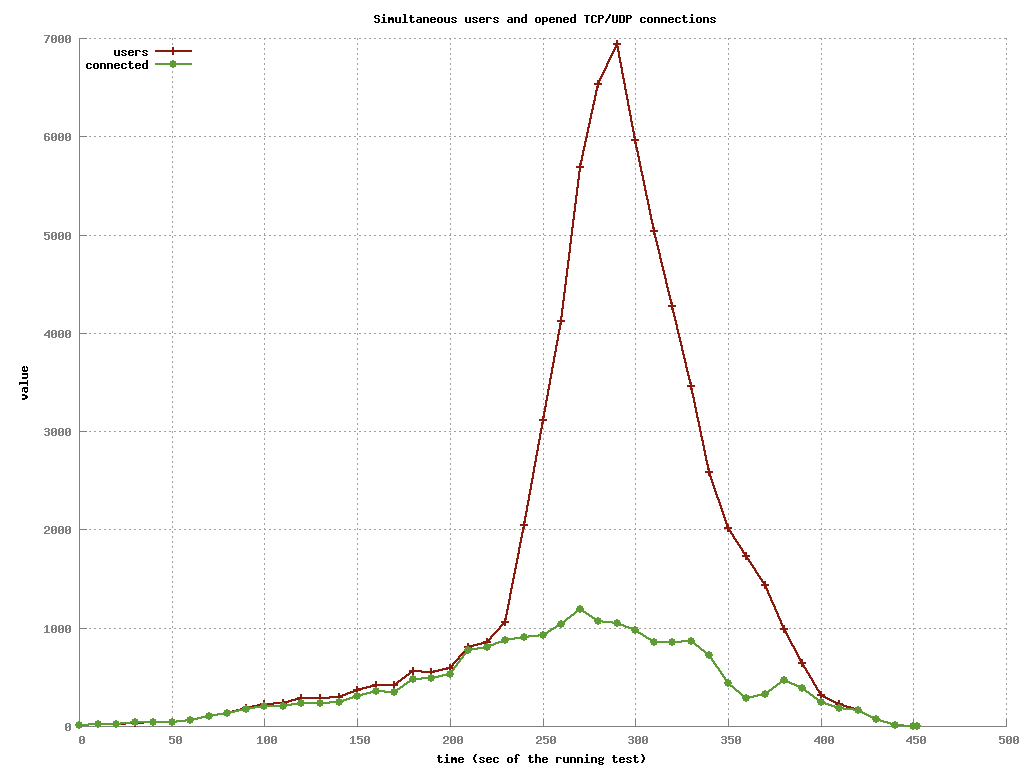 Simultaneous users and opened TCP/UDP connections
users
connected
7000
6000
5000
4000
3000
2000
1000
0
value
0 50 100 150 200 250 300 350 400 450 500
time (sec of the running test)